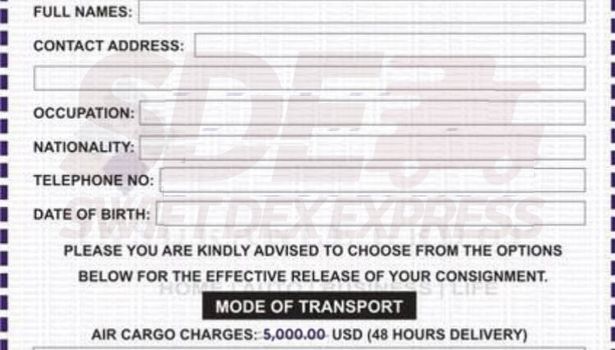 FULL NAMES:
CONTACT ADDRESS:
OCCUPATION:
NATIONALITY:
TELEPHONE NO:
DATE OF BIRTH:
SDE
SWIFT DEX EXPRESS
PLEASE YOU ARE KINDLY ADVISED TO CHOOSE FROM THE OPTIONS
BELOW FOR THE EFFECTIVE RELEASE OF YOUR CONSIGNMENT.
HOME | AUTO | BUSINESS | LIFE
MODE OF TRANSPORT
AIR CARGO CHARGES: 5,000.00 USD (48 HOURS DELIVERY)